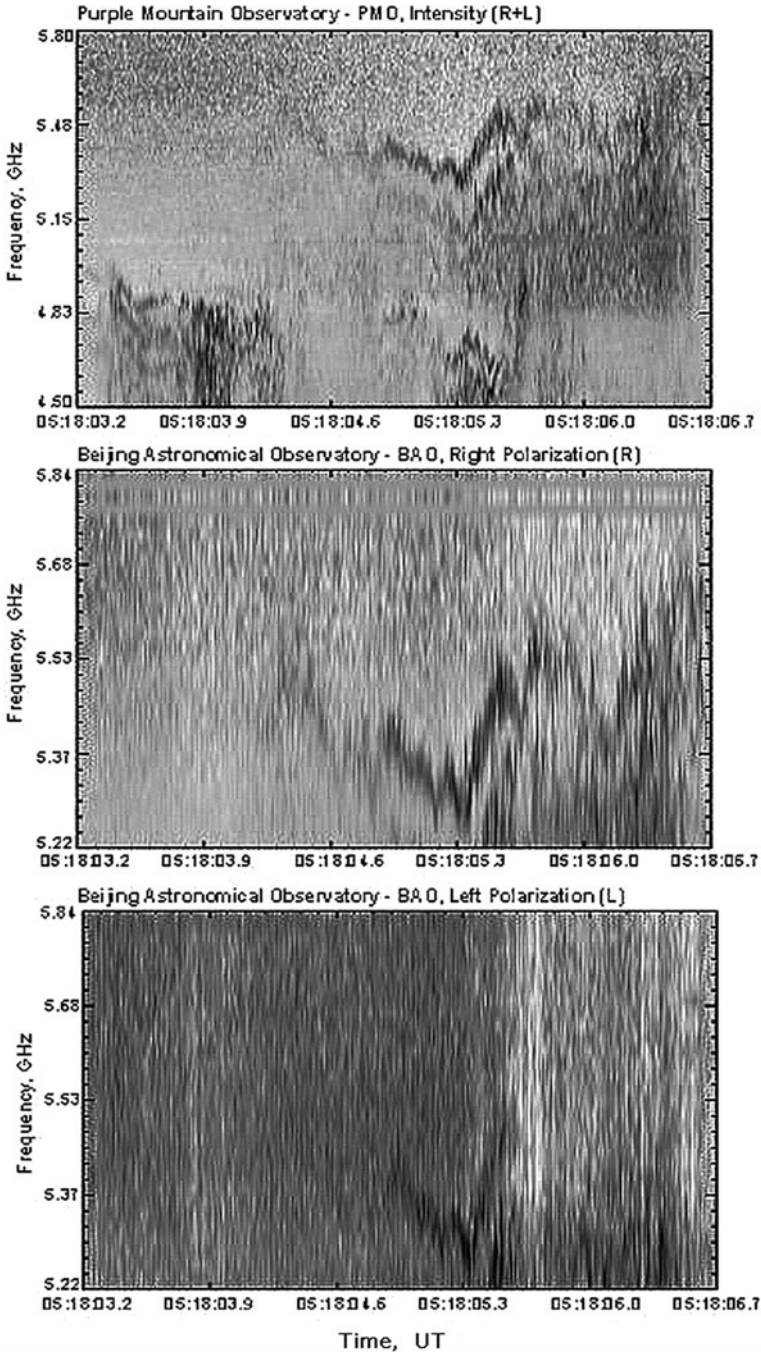 Purple Mountain Observatory - PMO, Intensity (R+L)
Frequency, GHz
5.80
5.48
5.15
4.83
4.50
05:18:03.2 05:18:03.9 05:18:04.6 05:18:05.3 05:18:06.0 05:18:06.7
Beijing Astronomical Observatory - BAO, Right Polarization (R)
Frequency, GHz
5.84
5.68
5.53
5.37
5.22
05:18:03.2 05:18:03.9 05:18:04.6 05:18:05.3 05:18:06.0 05:18:06.7
Beijing Astronomical Observatory - BAO, Left Polarization (L)
Frequency, GHz
5.84
5.68
5.53
5.37
5.22
05:18:03.2 05:18:03.9 05:18:04.6 05:18:05.3 05:18:06.0 05:18:06.7
Time, UT